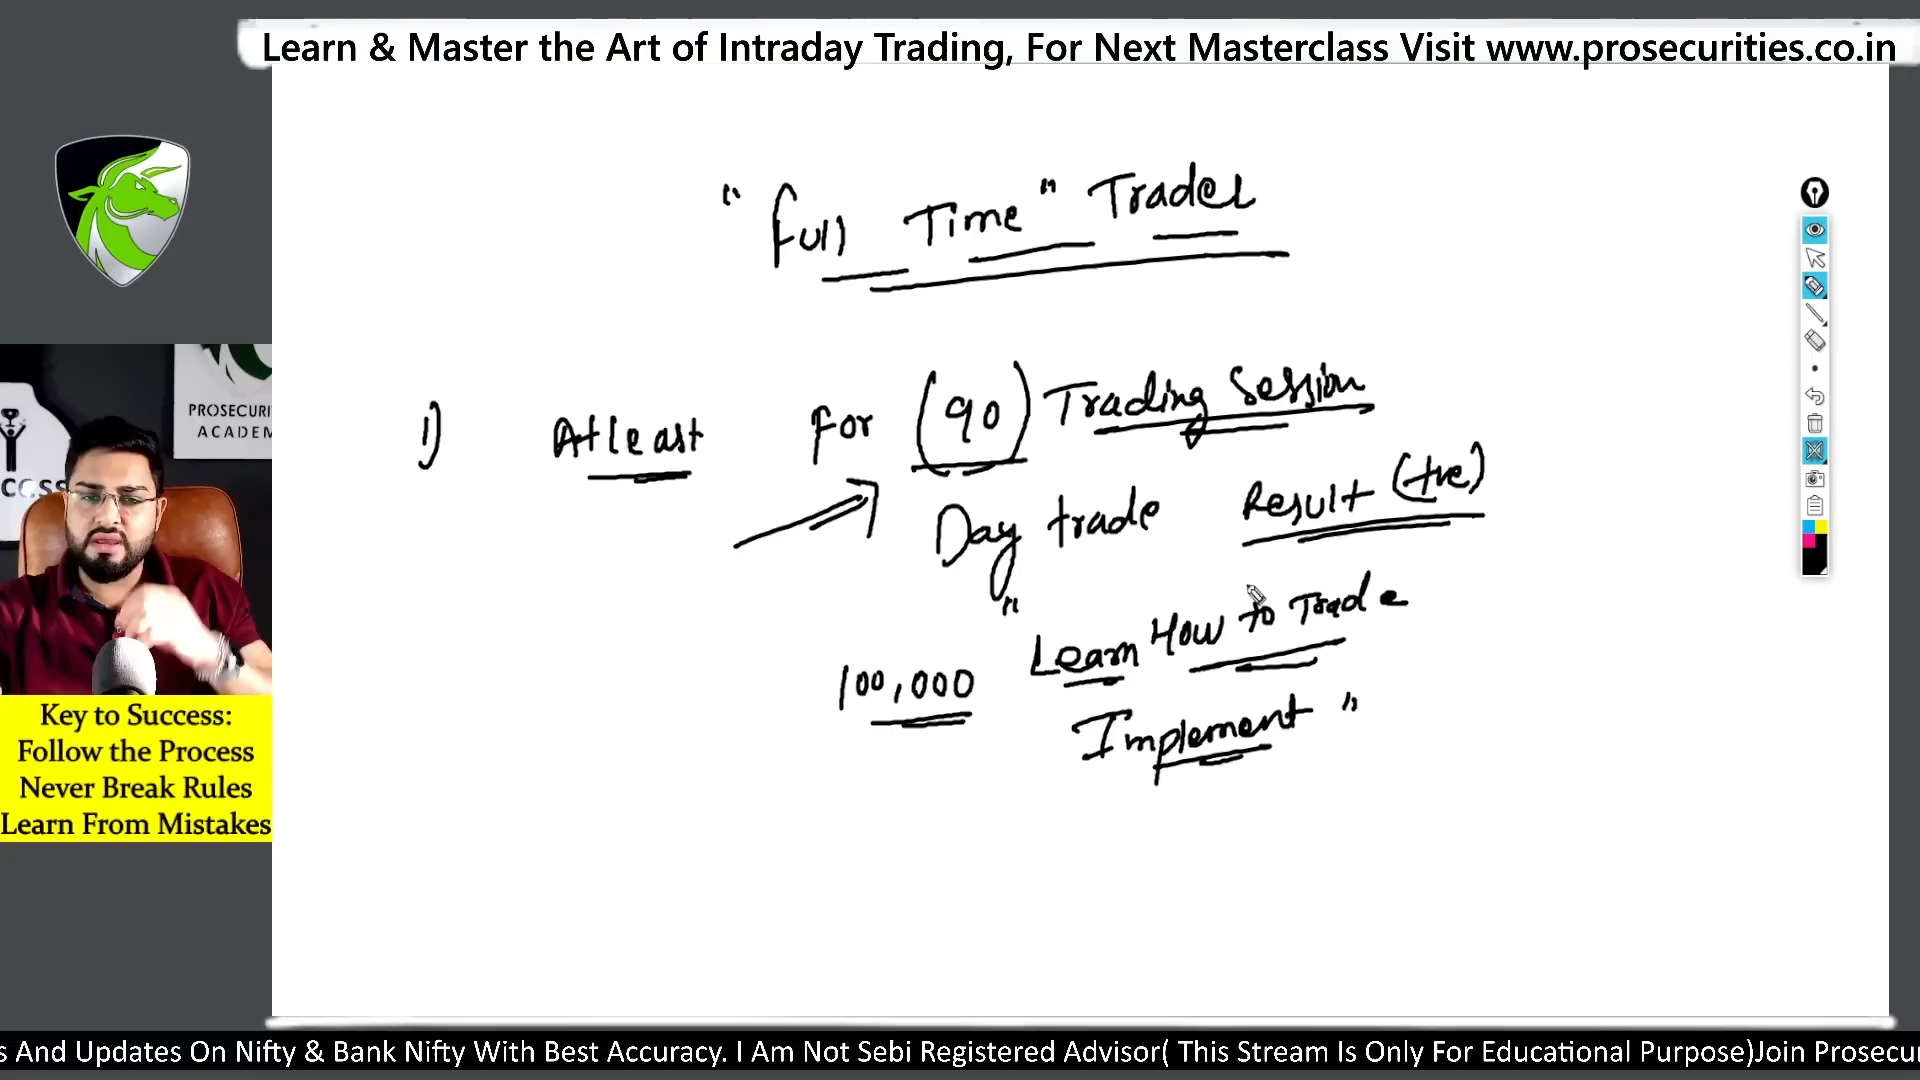 Learn & Master the Art of Intraday Trading, For Next Masterclass Visit www.prosecurities.co.in
"Full Time" Trader
1) Atleast For (90) Trading Session
Day trade Result (+ve)
"Learn How to Trade
100,000
Implement"
PROSECURI
ACADEM
CCESS
Key to Success:
Follow the Process
Never Break Rules
Learn From Mistakes
s And Updates On Nifty & Bank Nifty With Best Accuracy. I Am Not Sebi Registered Advisor( This Stream Is Only For Educational Purpose)Join Prosecu